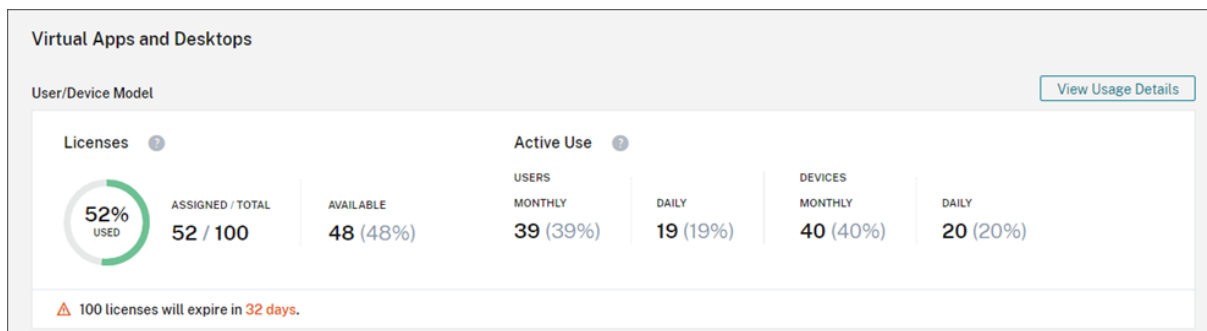 Virtual Apps and Desktops
User/Device Model
View Usage Details
Licenses ?
52%
USED
ASSIGNED / TOTAL
52 / 100
AVAILABLE
48 (48%)
Active Use ?
USERS
MONTHLY
39 (39%)
DAILY
19 (19%)
DEVICES
MONTHLY
40 (40%)
DAILY
20 (20%)
100 licenses will expire in 32 days.